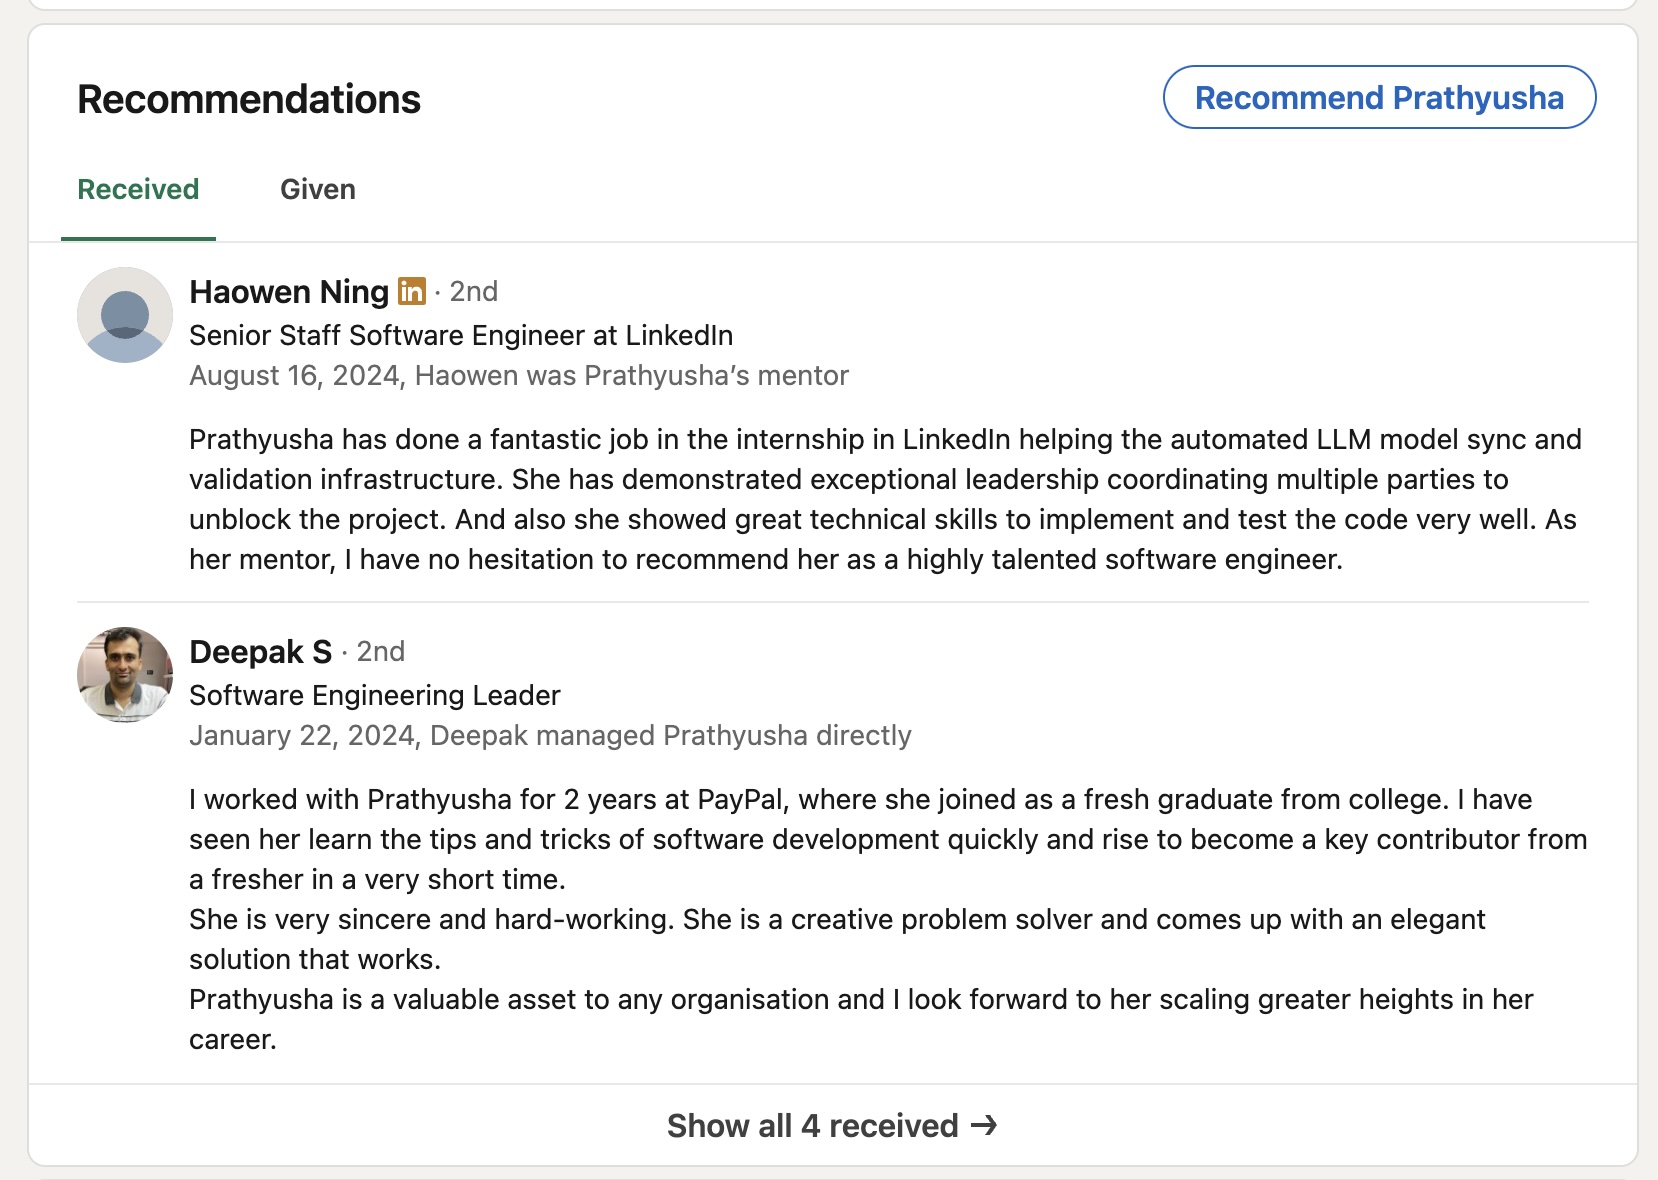 Recommendations
Recommend Prathyusha
Received
Given
Haowen Ning in · 2nd
Senior Staff Software Engineer at LinkedIn
August 16, 2024, Haowen was Prathyusha’s mentor
Prathyusha has done a fantastic job in the internship in LinkedIn helping the automated LLM model sync and
validation infrastructure. She has demonstrated exceptional leadership coordinating multiple parties to
unblock the project. And also she showed great technical skills to implement and test the code very well. As
her mentor, I have no hesitation to recommend her as a highly talented software engineer.
Deepak S · 2nd
Software Engineering Leader
January 22, 2024, Deepak managed Prathyusha directly
I worked with Prathyusha for 2 years at PayPal, where she joined as a fresh graduate from college. I have
seen her learn the tips and tricks of software development quickly and rise to become a key contributor from
a fresher in a very short time.
She is very sincere and hard-working. She is a creative problem solver and comes up with an elegant
solution that works.
Prathyusha is a valuable asset to any organisation and I look forward to her scaling greater heights in her
career.
Show all 4 received →